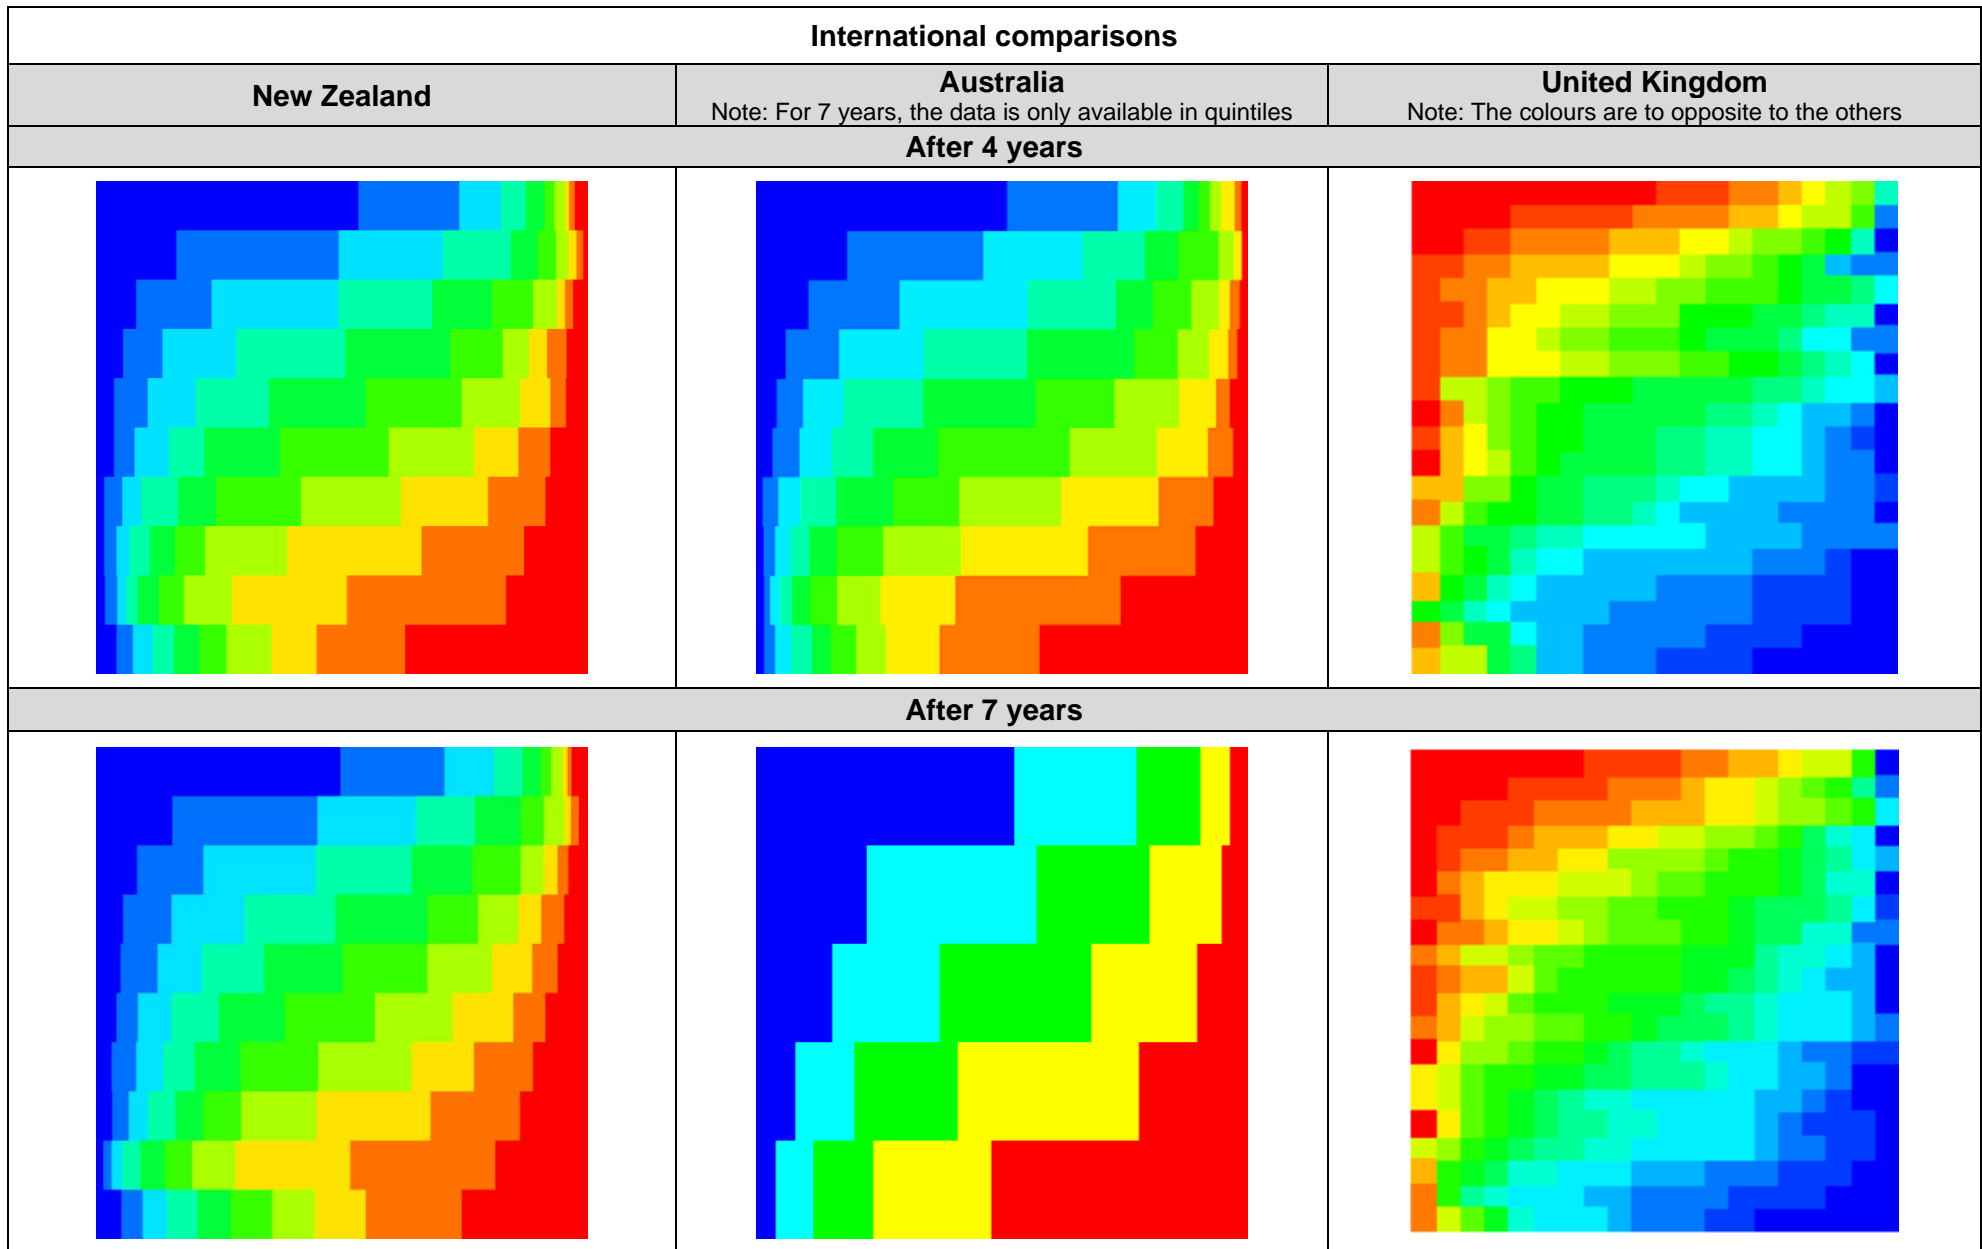 International comparisons
New Zealand
Australia
Note: For 7 years, the data is only available in quintiles
United Kingdom
Note: The colours are to opposite to the others
After 4 years
After 7 years